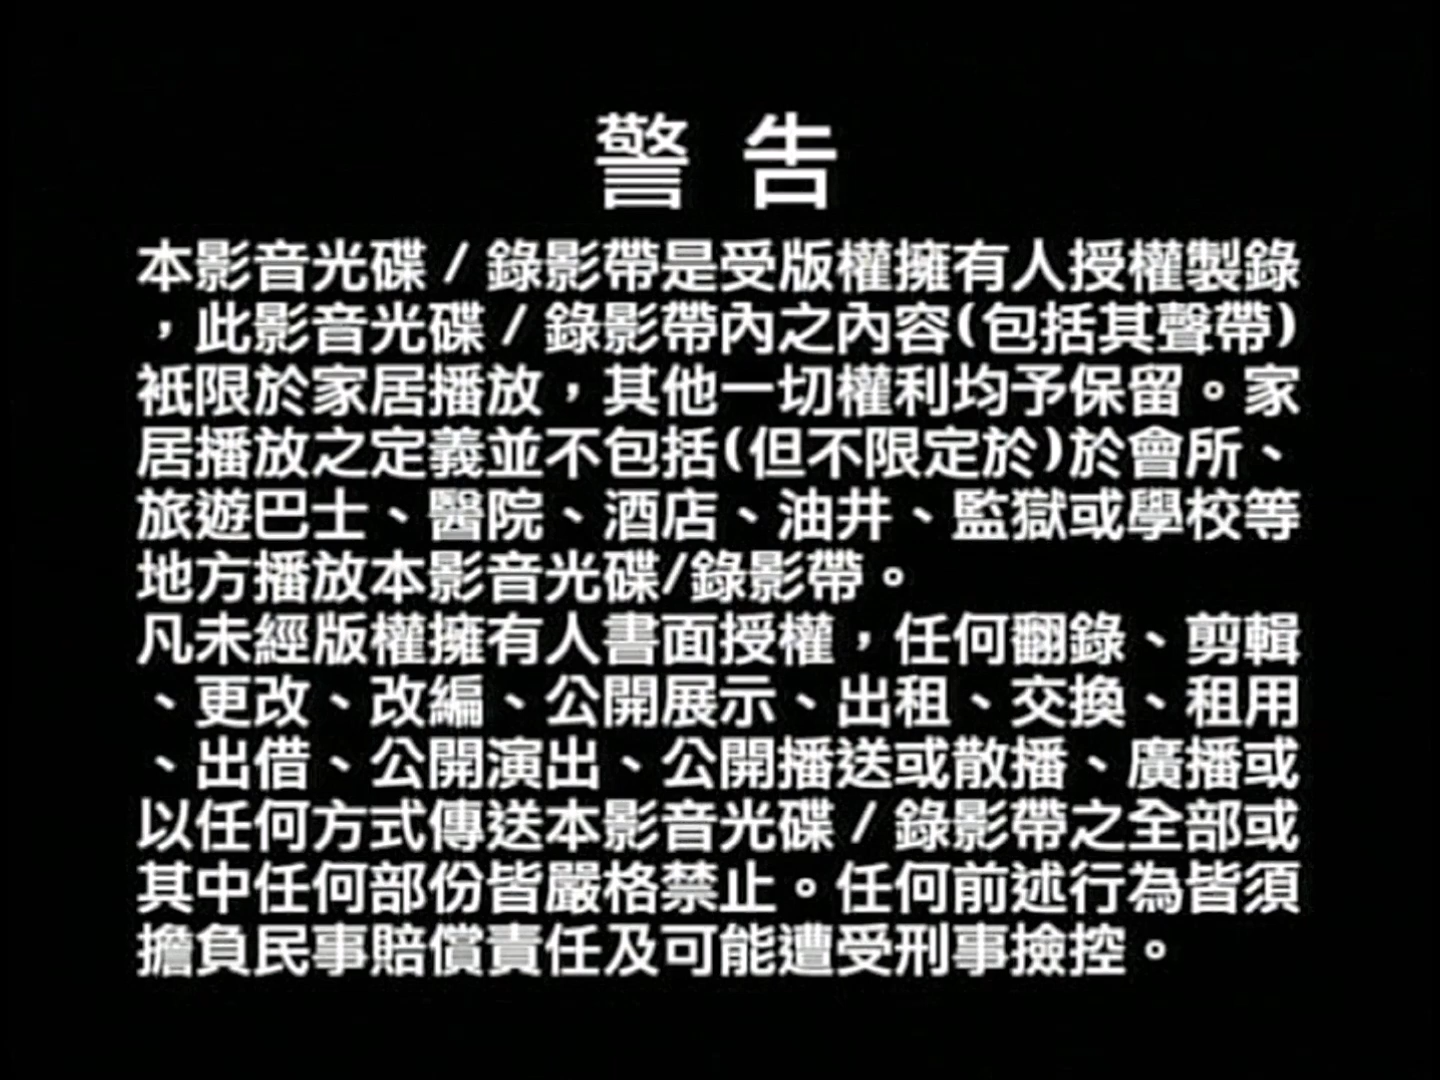 警 告
本影音光碟 / 錄影帶是受版權擁有人授權製錄
，此影音光碟 / 錄影帶內之內容(包括其聲帶)
衹限於家居播放，其他一切權利均予保留。家
居播放之定義並不包括(但不限定於)於會所、
旅遊巴士、醫院、酒店、油井、監獄或學校等
地方播放本影音光碟/錄影帶。
凡未經版權擁有人書面授權，任何翻錄、剪輯
、更改、改編、公開展示、出租、交換、租用
、出借、公開演出、公開播送或散播、廣播或
以任何方式傳送本影音光碟 / 錄影帶之全部或
其中任何部份皆嚴格禁止。任何前述行為皆須
擔負民事賠償責任及可能遭受刑事撿控。